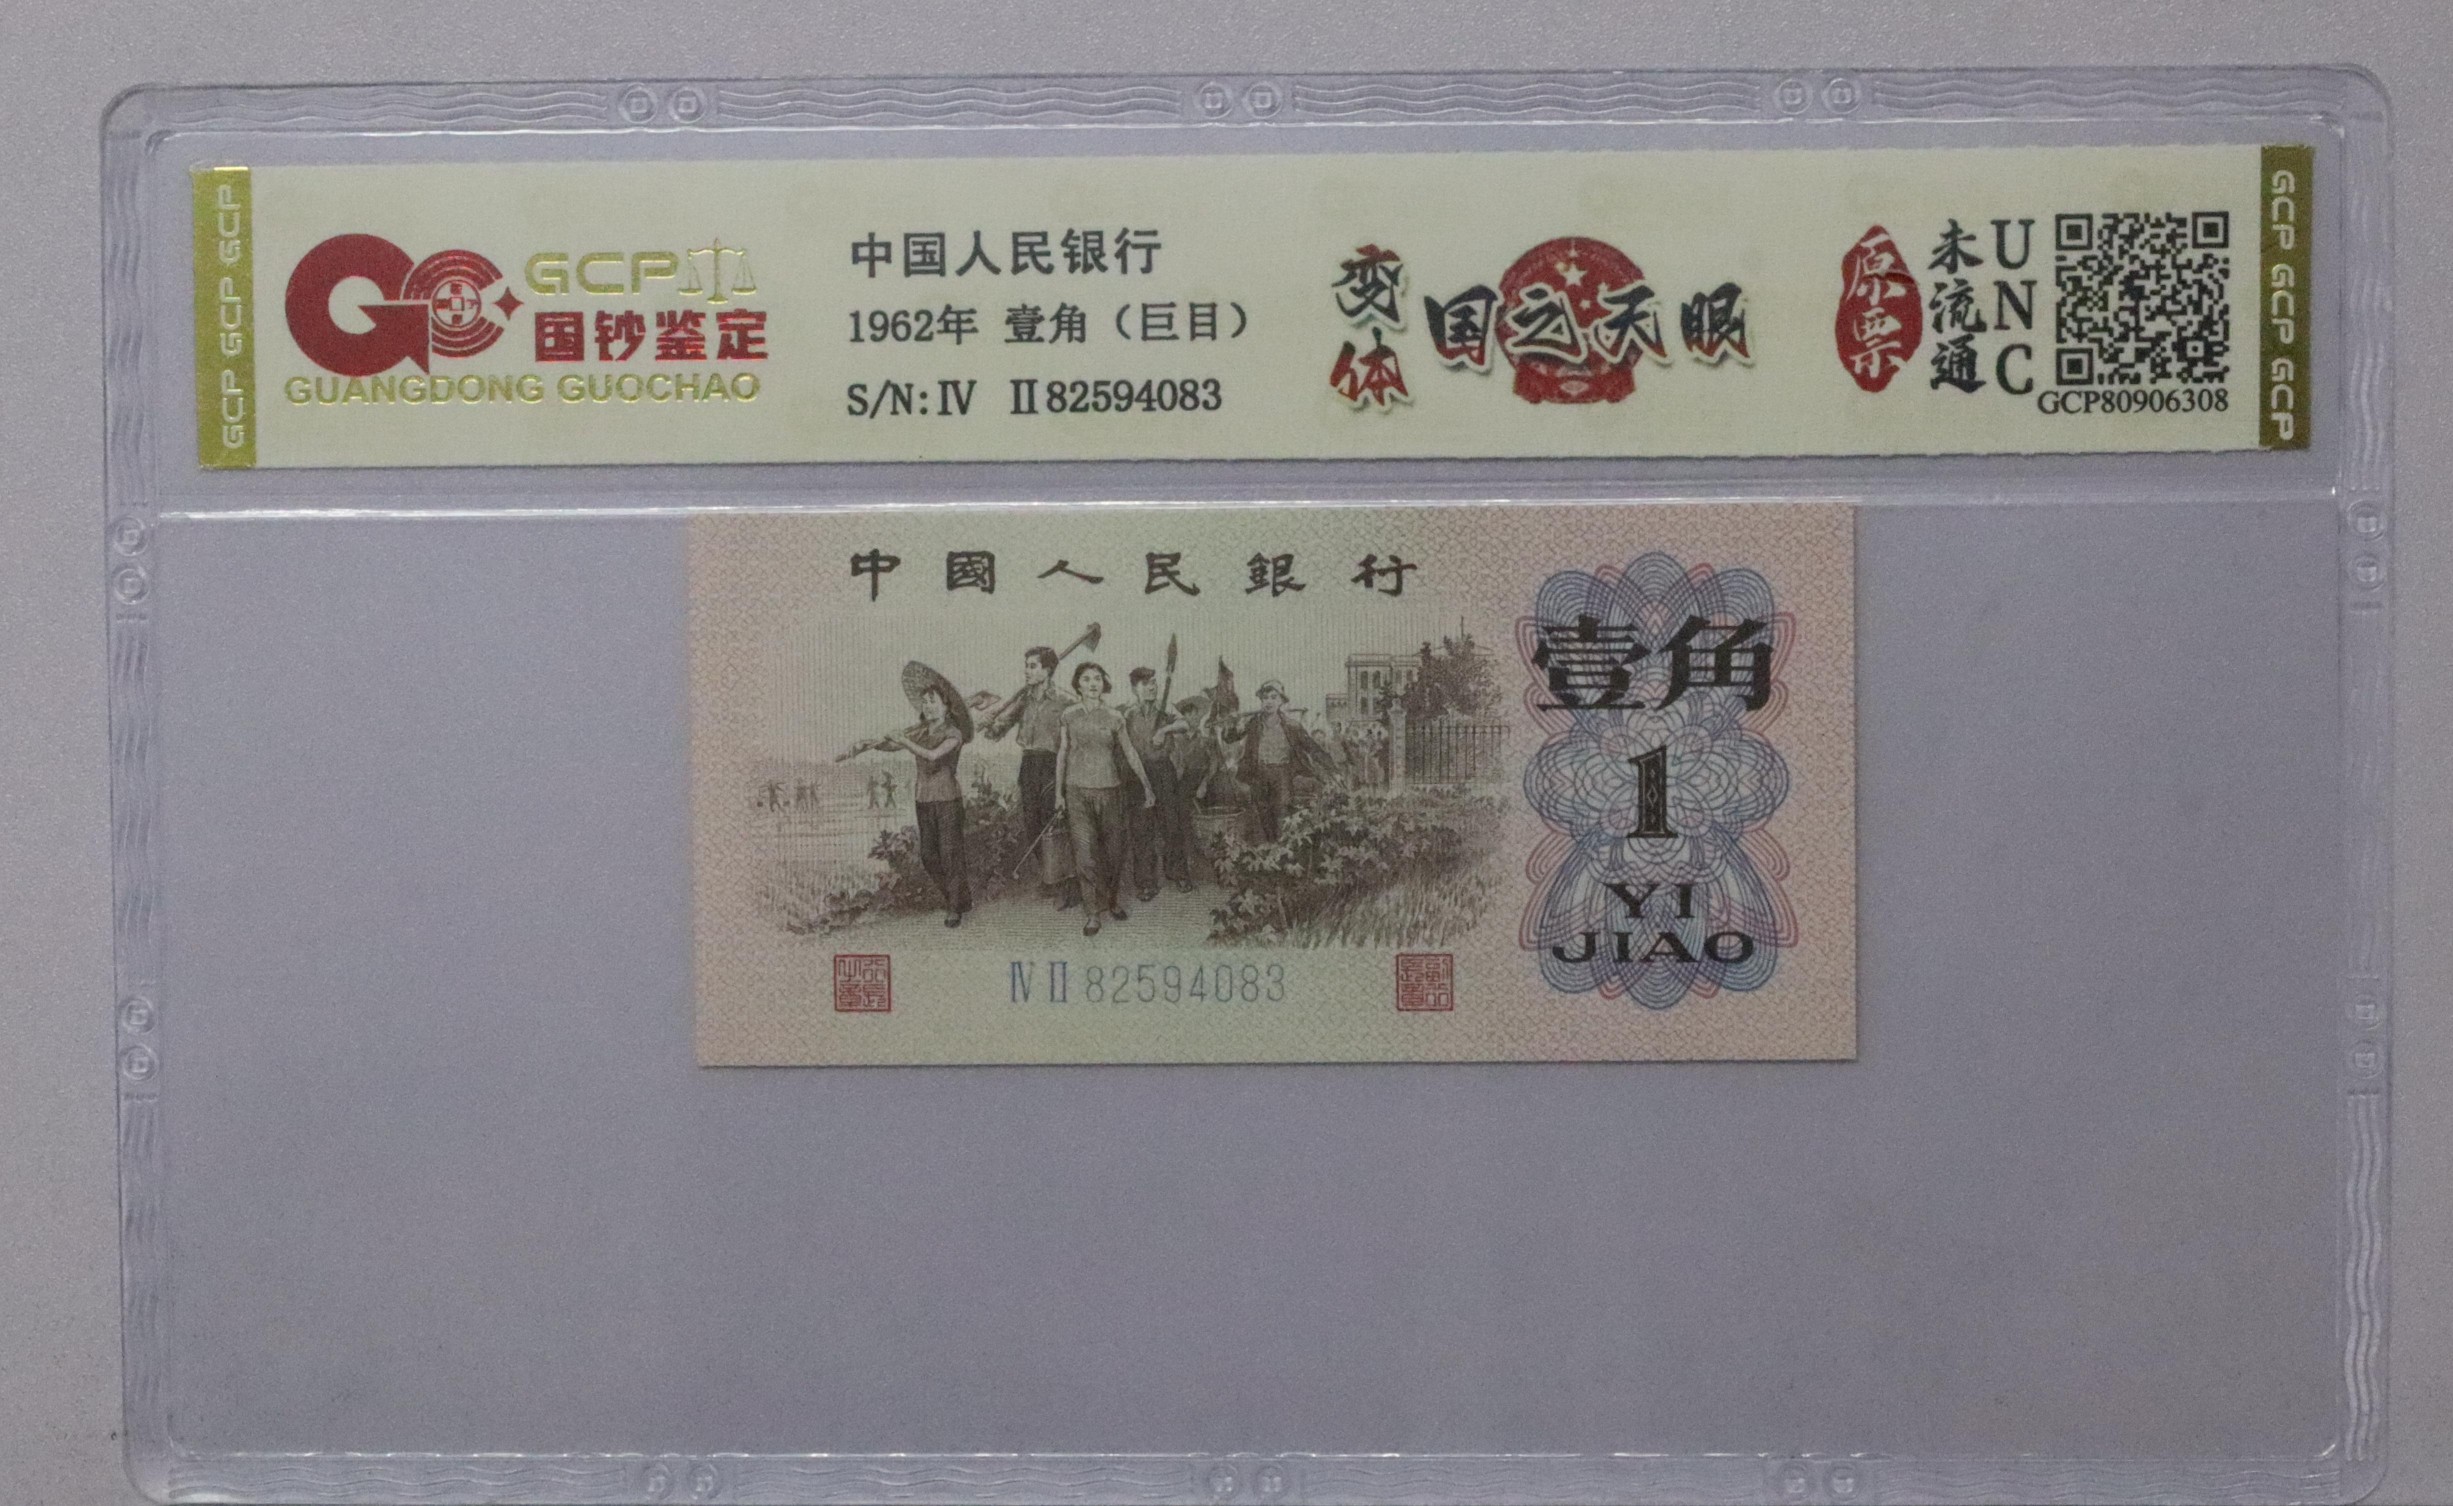 GCP GCP GCP
GCP
国钞鉴定
GUANGDONG GUOCHAO
中国人民银行
1962年 壹角（巨目）
S/N: Ⅳ Ⅱ 82594083
变体
国之天眼
原票
未流通
UNC
GCP80906308
GCP GCP GCP
中國人民銀行
壹角
1
YI
JIAO
Ⅳ Ⅱ 82594083